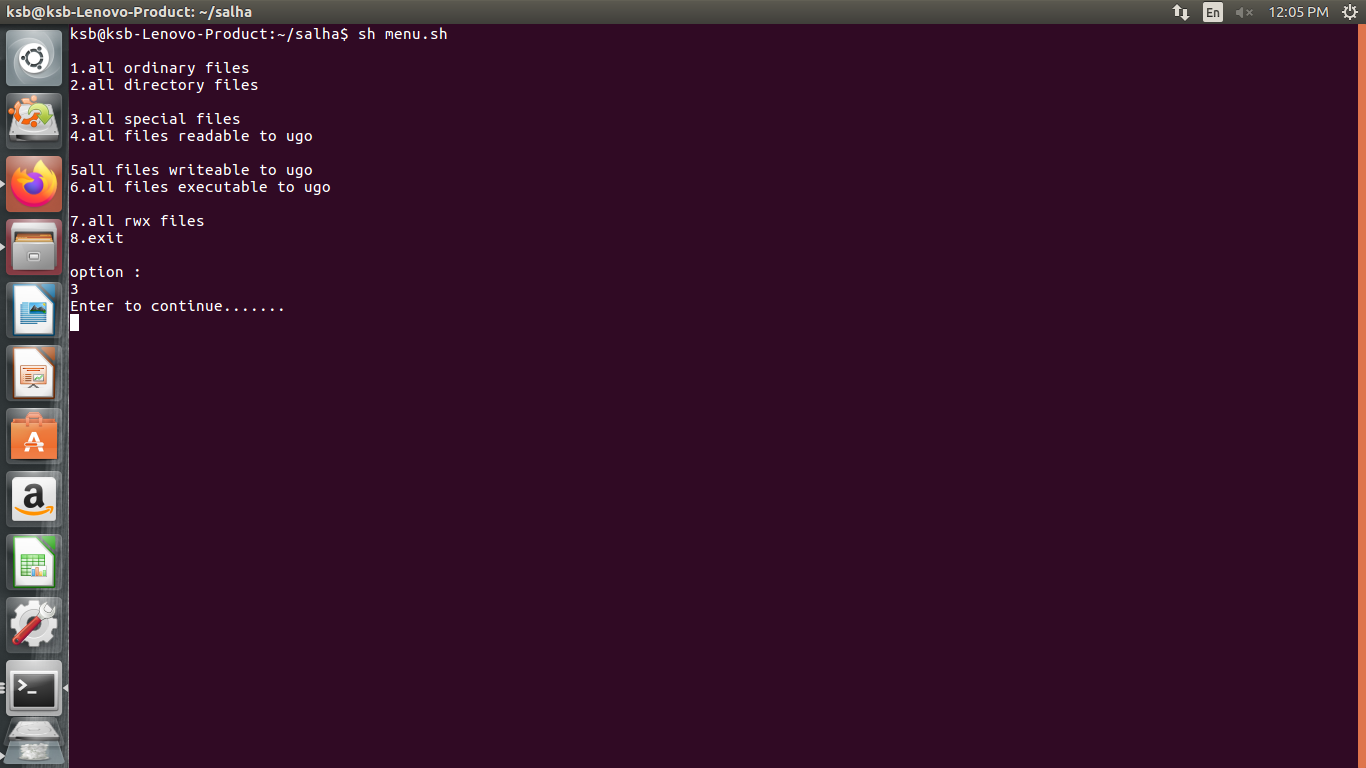 ksb@ksb-Lenovo-Product: ~/salha
En
12:05 PM
ksb@ksb-Lenovo-Product:~/salha$ sh menu.sh
1.all ordinary files
2.all directory files
3.all special files
4.all files readable to ugo
5all files writeable to ugo
6.all files executable to ugo
7.all rwx files
8.exit
option :
3
Enter to continue.......